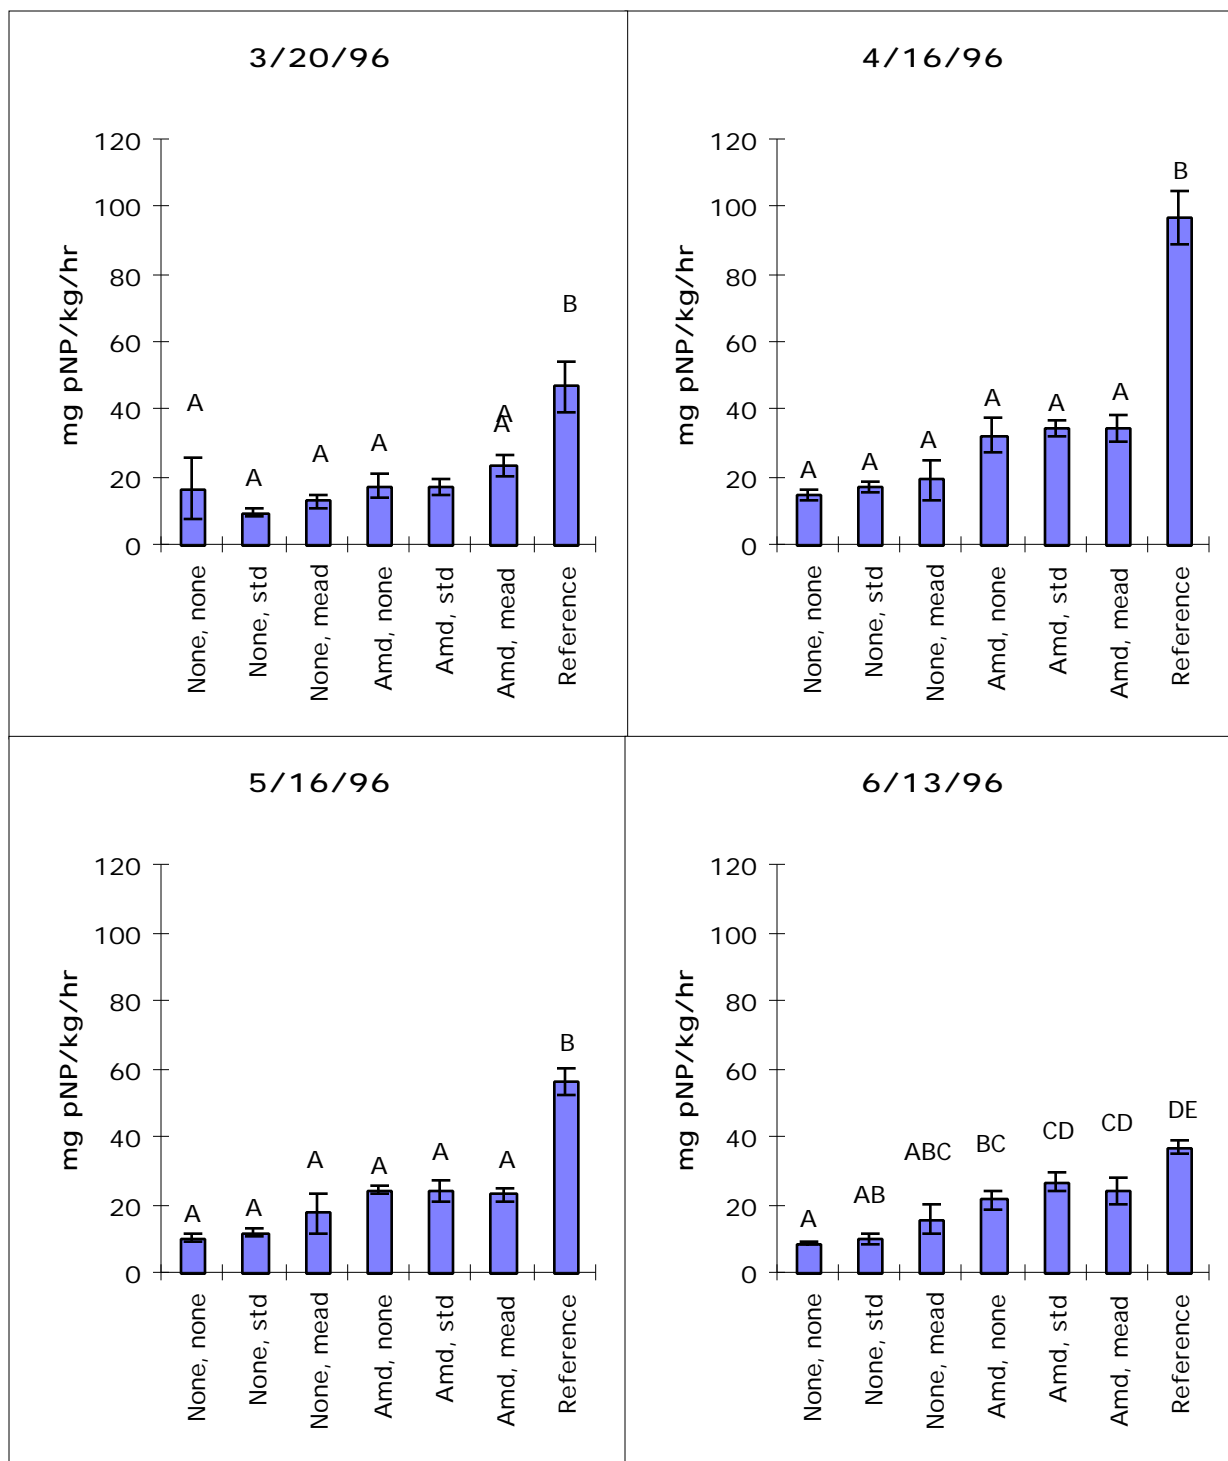 3/20/96
mg pNP/kg/hr
120
100
80
60
40
20
0
A
A
A
A
A
A
B
None, none
None, std
None, mead
Amd, none
Amd, std
Amd, mead
Reference
4/16/96
mg pNP/kg/hr
120
100
80
60
40
20
0
A
A
A
A
A
A
B
None, none
None, std
None, mead
Amd, none
Amd, std
Amd, mead
Reference
5/16/96
mg pNP/kg/hr
120
100
80
60
40
20
0
A
A
A
A
A
A
B
None, none
None, std
None, mead
Amd, none
Amd, std
Amd, mead
Reference
6/13/96
mg pNP/kg/hr
120
100
80
60
40
20
0
A
AB
ABC
BC
CD
CD
DE
None, none
None, std
None, mead
Amd, none
Amd, std
Amd, mead
Reference